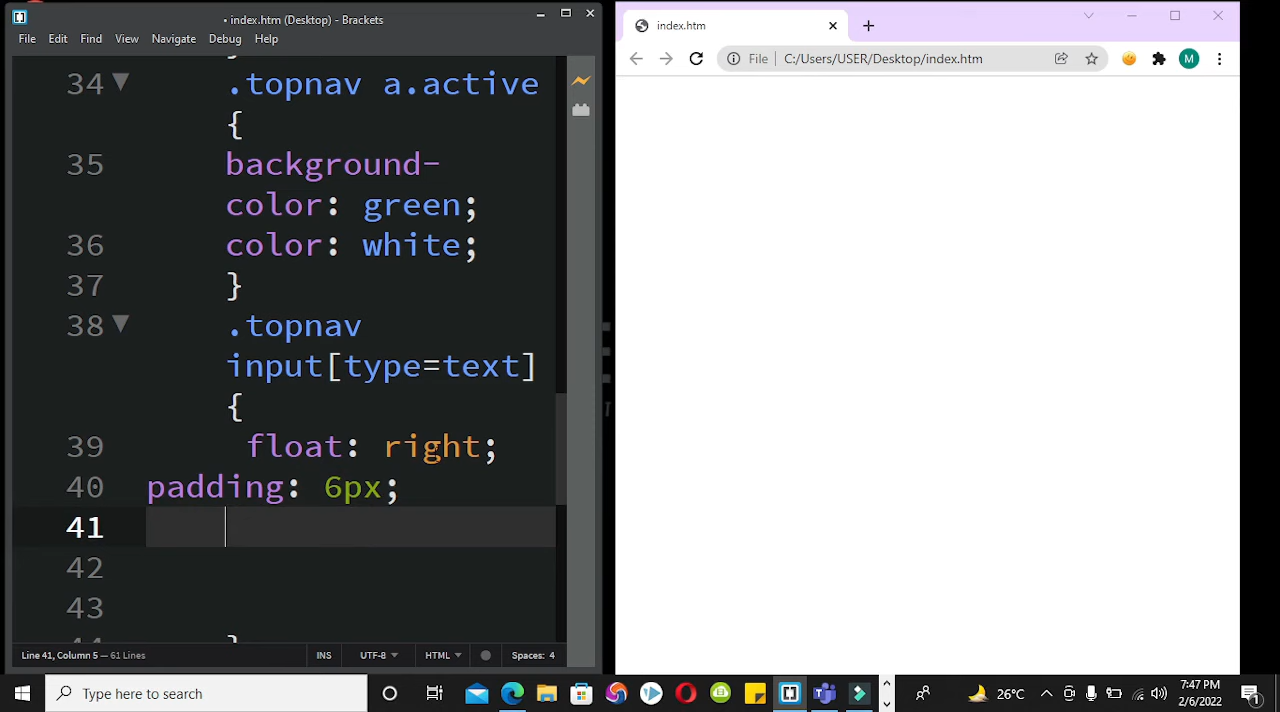 • index.htm (Desktop) - Brackets
File Edit Find View Navigate Debug Help
34 .topnav a.active
{
35 background-
color: green;
36 color: white;
37 }
38 .topnav
input[type=text]
{
39 float: right;
40 padding: 6px;
41
42
43
Line 41, Column 5 — 61 Lines
INS UTF-8 HTML Spaces: 4
index.htm
File C:/Users/USER/Desktop/index.htm
M
Type here to search
26°C
7:47 PM
2/6/2022
1